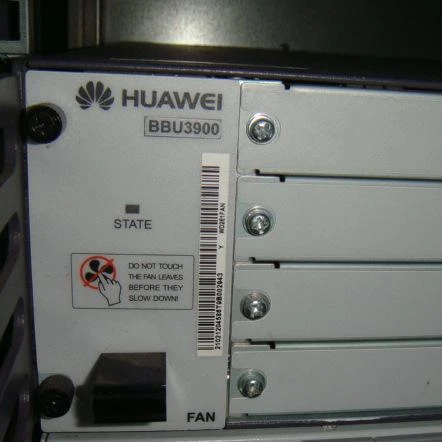 HUAWEI
BBU3900
STATE
DO NOT TOUCH
THE FAN LEAVES
BEFORE THEY
SLOW DOWN!
FAN